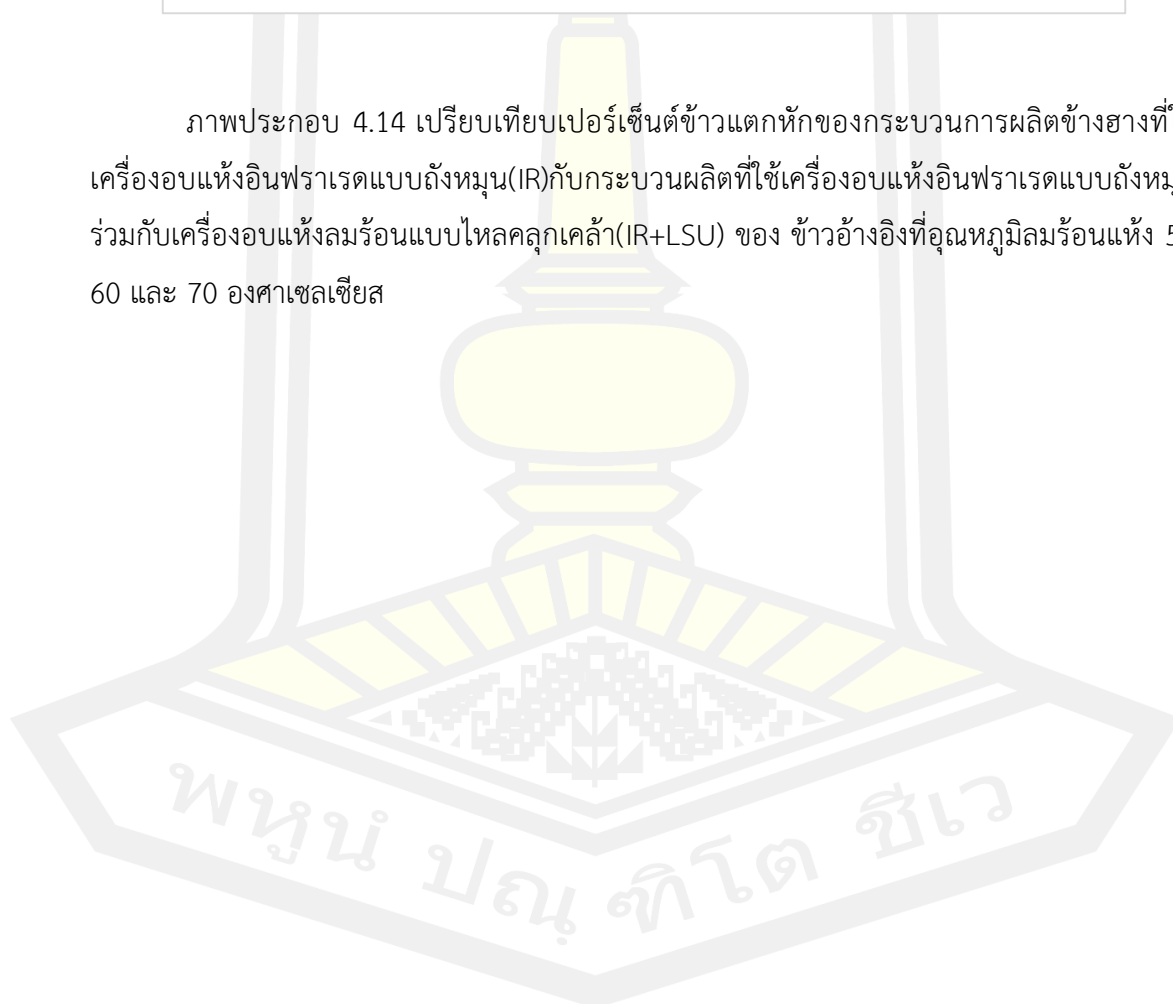 ภาพประกอบ 4.14 เปรียบเทียบเปอร์เซ็นต์ข้าวแตกหักของกระบวนการผลิตข้างฮางที่
เครื่องอบแห้งอินฟราเรดแบบถังหมุน(IR)กับกระบวนผลิตที่ใช้เครื่องอบแห้งอินฟราเรดแบบ
ร่วมกับเครื่องอบแห้งลมร้อนแบบไหลคลุกเคล้า(IR+LSU) ของ ข้าวอ้างอิงที่อุณหภูมิลมร้อนแห้ง
60 และ 70 องศาเซลเซียส
พหูนํ ปณฺ ฑิโต ชีเว